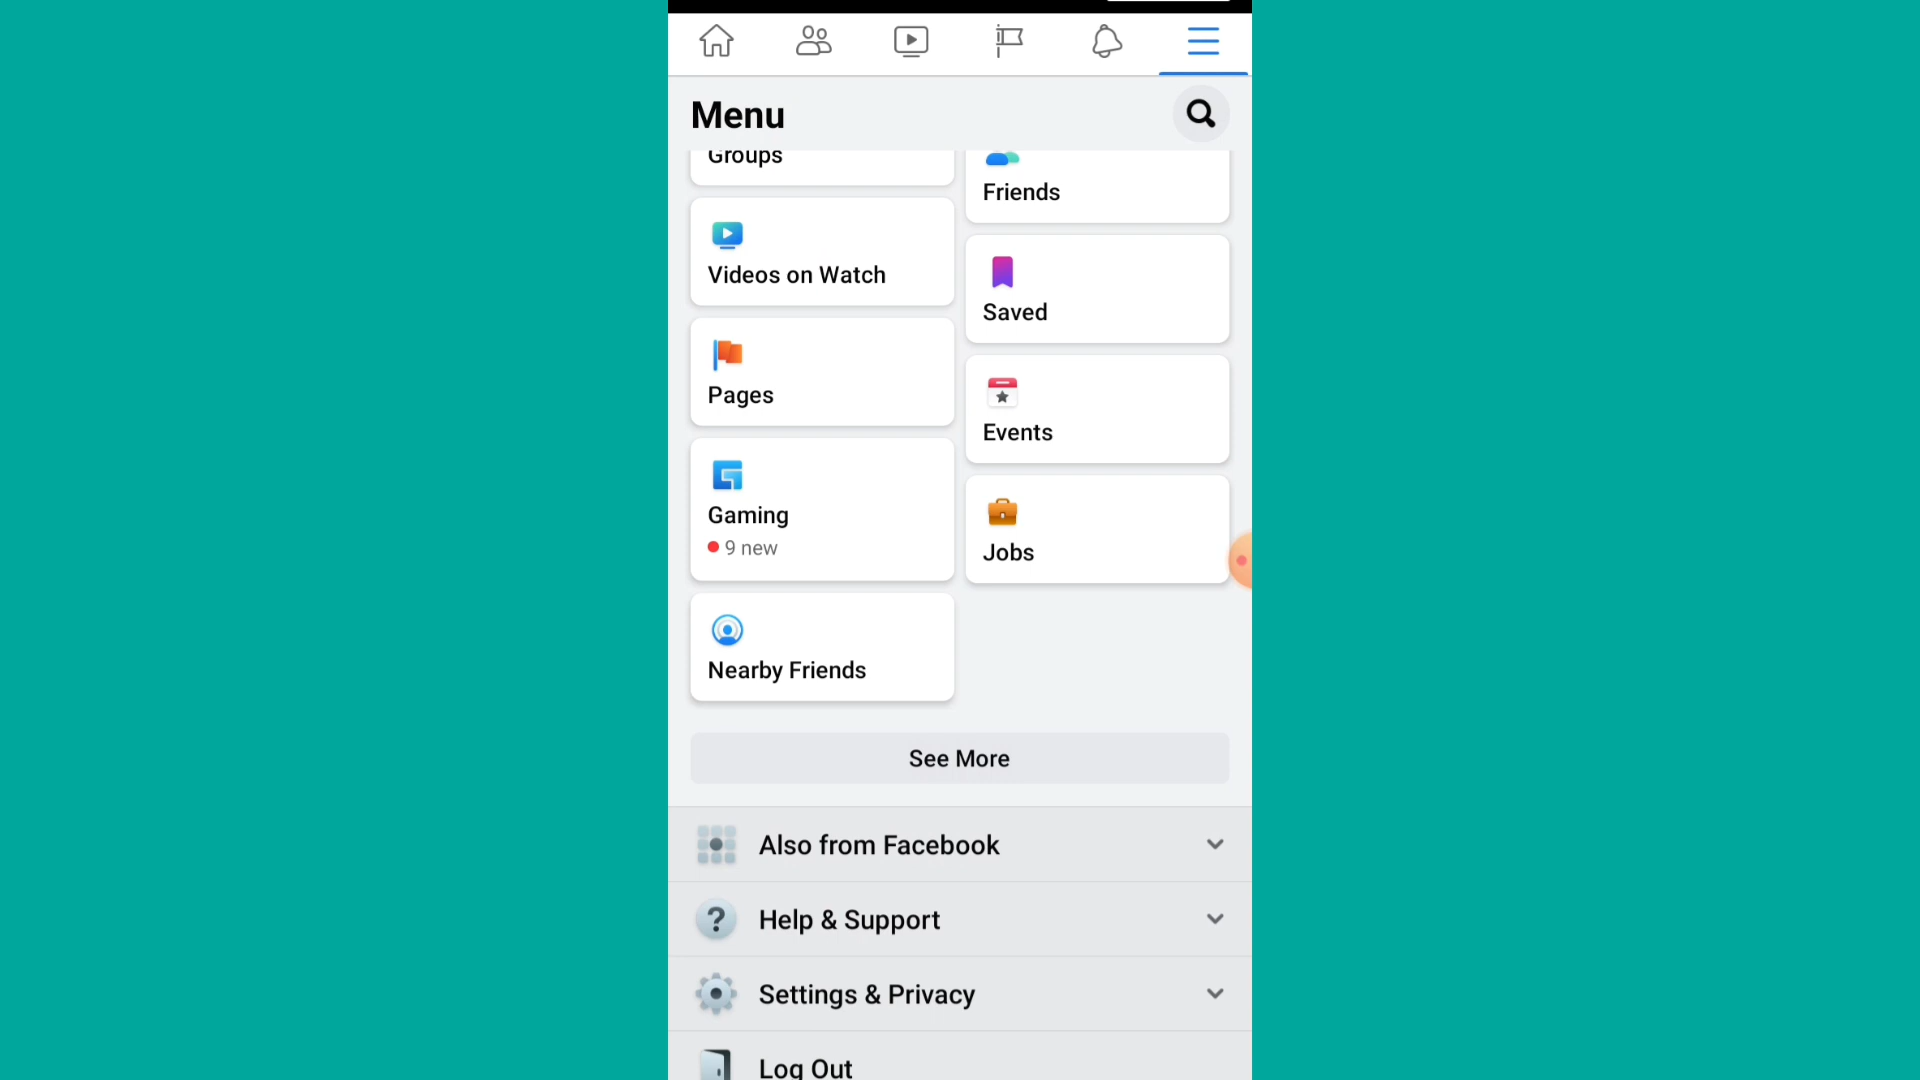 Menu
Groups
Friends
Videos on Watch
Saved
Pages
Events
Gaming
9 new
Jobs
Nearby Friends
See More
Also from Facebook
Help & Support
Settings & Privacy
Log Out